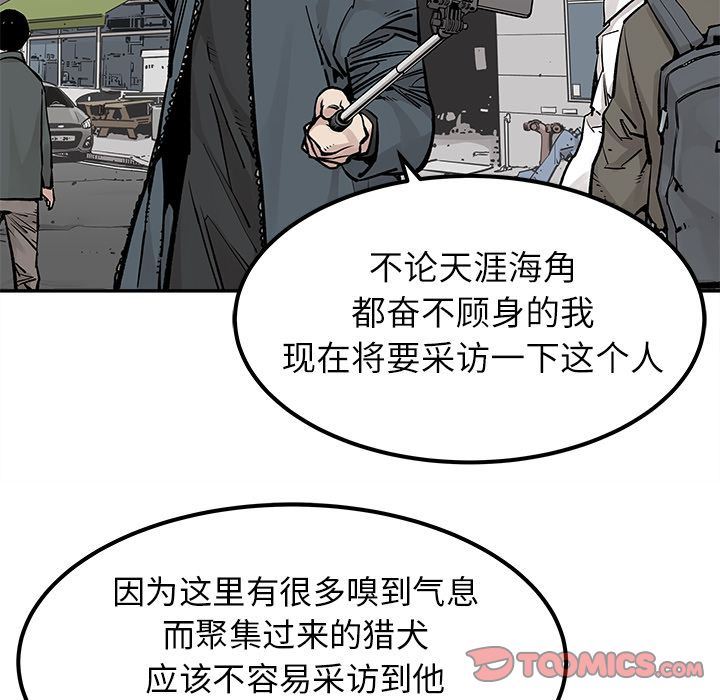 不论天涯海角
都奋不顾身的我
现在将要采访一下这个人
因为这里有很多嗅到气息
而聚集过来的猎犬
应该不容易采访到他
TOOMICS.COM